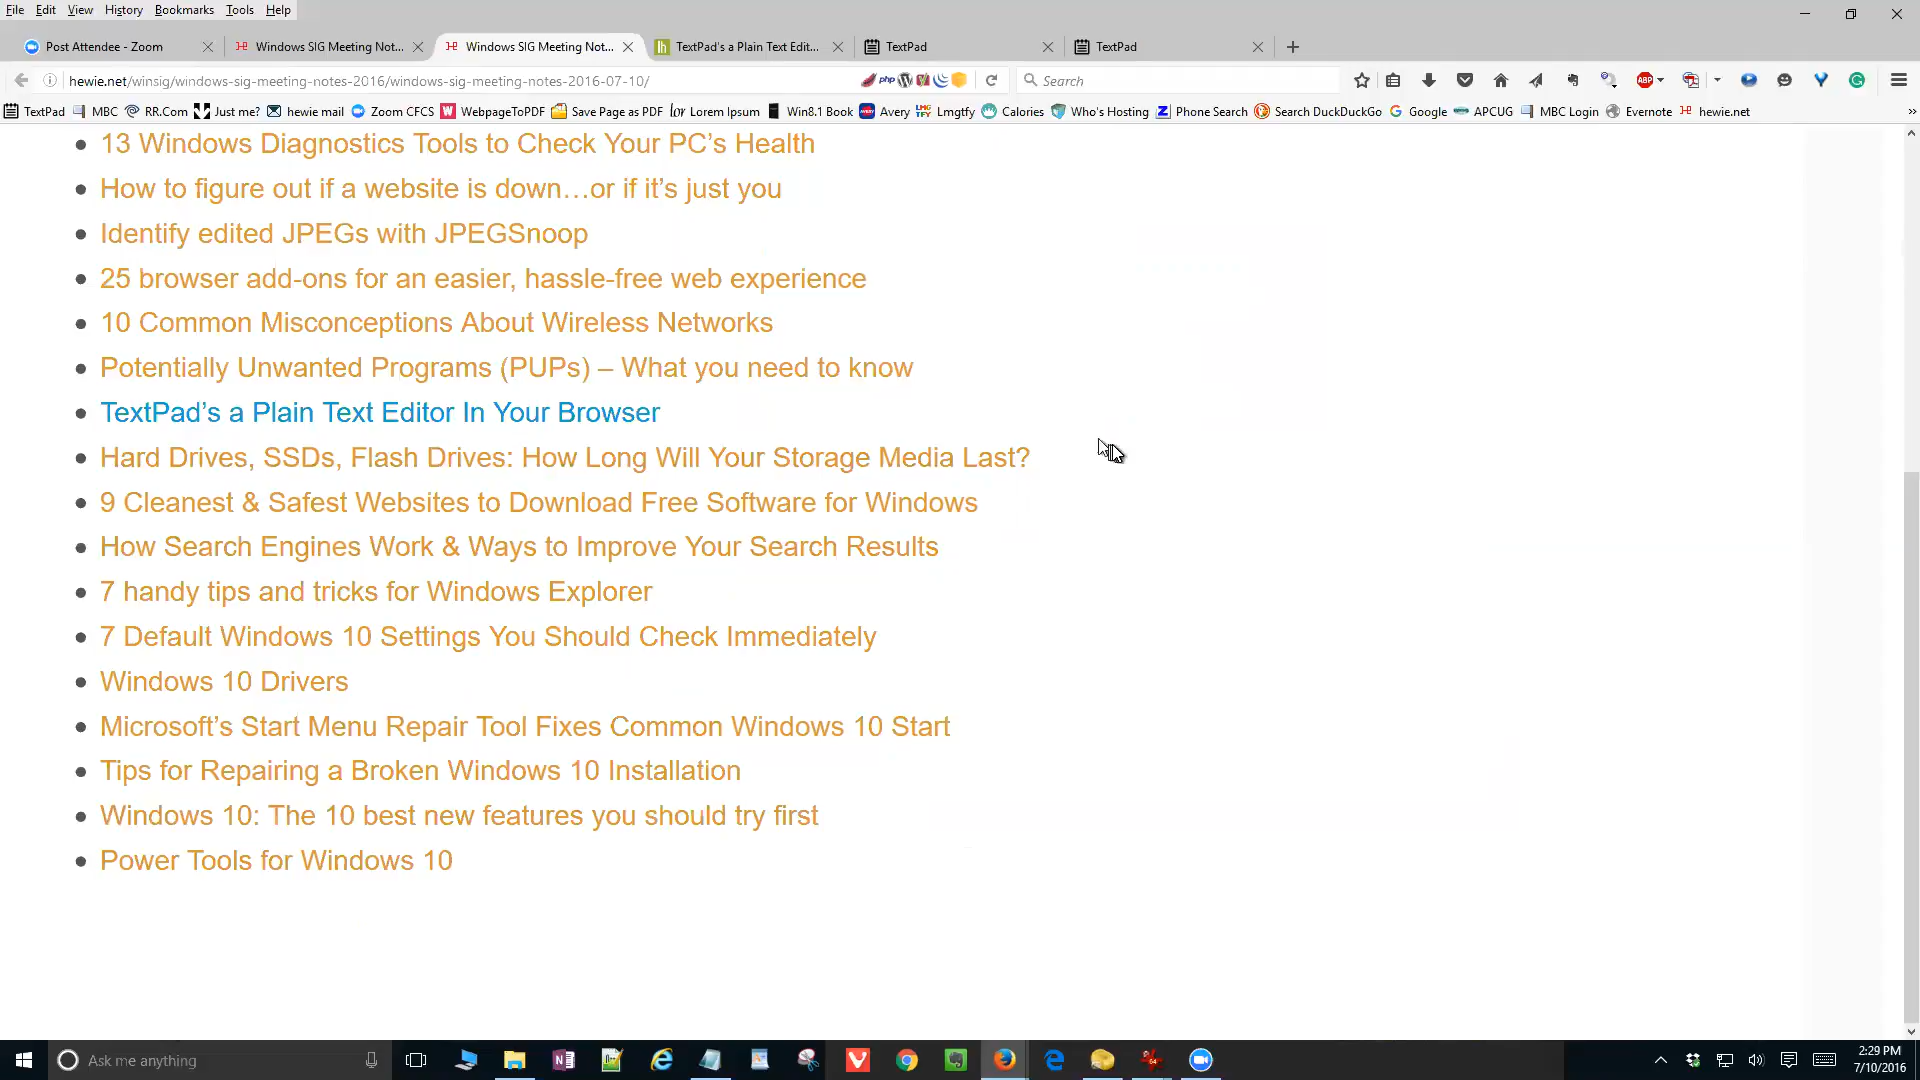 File Edit View History Bookmarks Tools Help
Post Attendee - Zoom
Windows SIG Meeting Not...
Windows SIG Meeting Not...
TextPad's a Plain Text Edit...
TextPad
TextPad
hewie.net/winsig/windows-sig-meeting-notes-2016/windows-sig-meeting-notes-2016-07-10/
Search
TextPad MBC RR.Com Just me? hewie mail Zoom CFCS WebpageToPDF Save Page as PDF Lorem Ipsum Win8.1 Book Avery Lmgtfy Calories Who's Hosting Phone Search Search DuckDuckGo Google APCUG MBC Login Evernote hewie.net
13 Windows Diagnostics Tools to Check Your PC’s Health
How to figure out if a website is down…or if it’s just you
Identify edited JPEGs with JPEGSnoop
25 browser add-ons for an easier, hassle-free web experience
10 Common Misconceptions About Wireless Networks
Potentially Unwanted Programs (PUPs) – What you need to know
TextPad’s a Plain Text Editor In Your Browser
Hard Drives, SSDs, Flash Drives: How Long Will Your Storage Media Last?
9 Cleanest & Safest Websites to Download Free Software for Windows
How Search Engines Work & Ways to Improve Your Search Results
7 handy tips and tricks for Windows Explorer
7 Default Windows 10 Settings You Should Check Immediately
Windows 10 Drivers
Microsoft’s Start Menu Repair Tool Fixes Common Windows 10 Start
Tips for Repairing a Broken Windows 10 Installation
Windows 10: The 10 best new features you should try first
Power Tools for Windows 10
Ask me anything
2:29 PM
7/10/2016